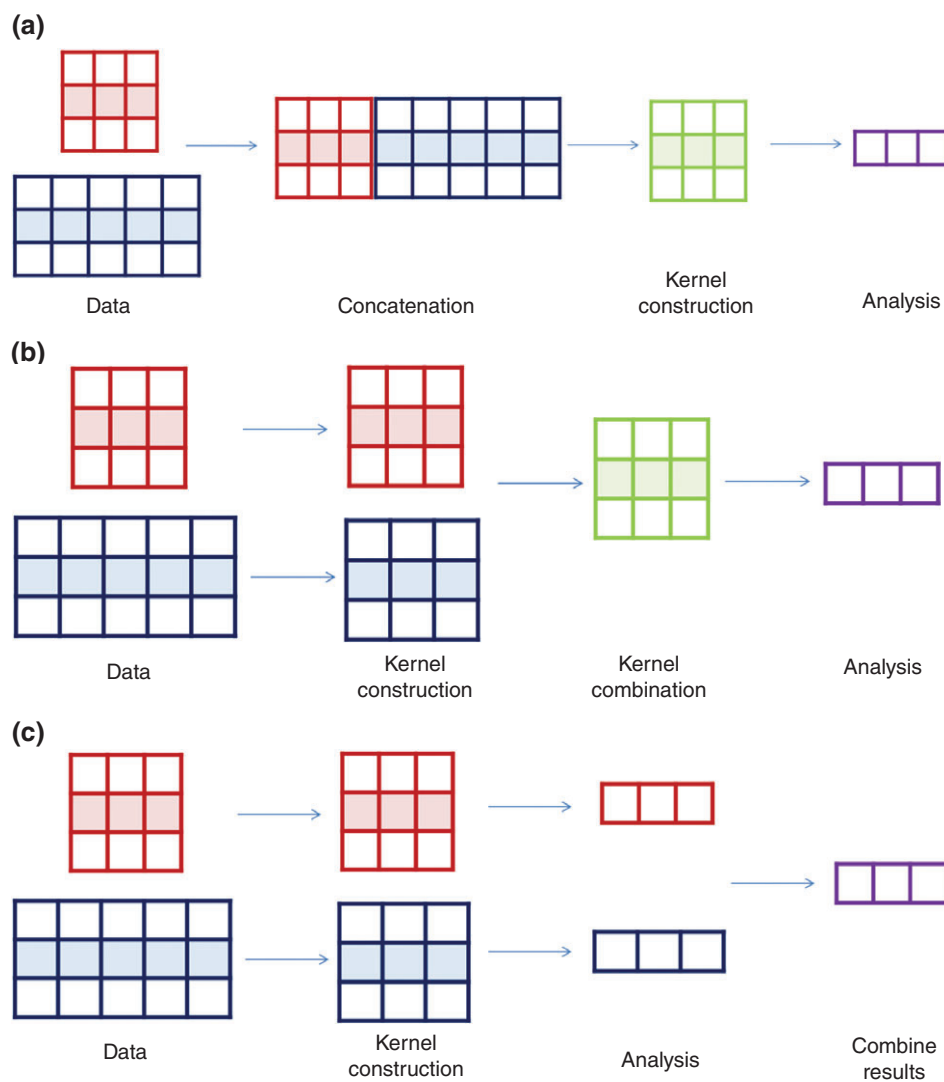 (a)
Data
Concatenation
Kernel
construction
Analysis
(b)
Data
Kernel
construction
Kernel
combination
Analysis
(c)
Data
Kernel
construction
Analysis
Combine
results